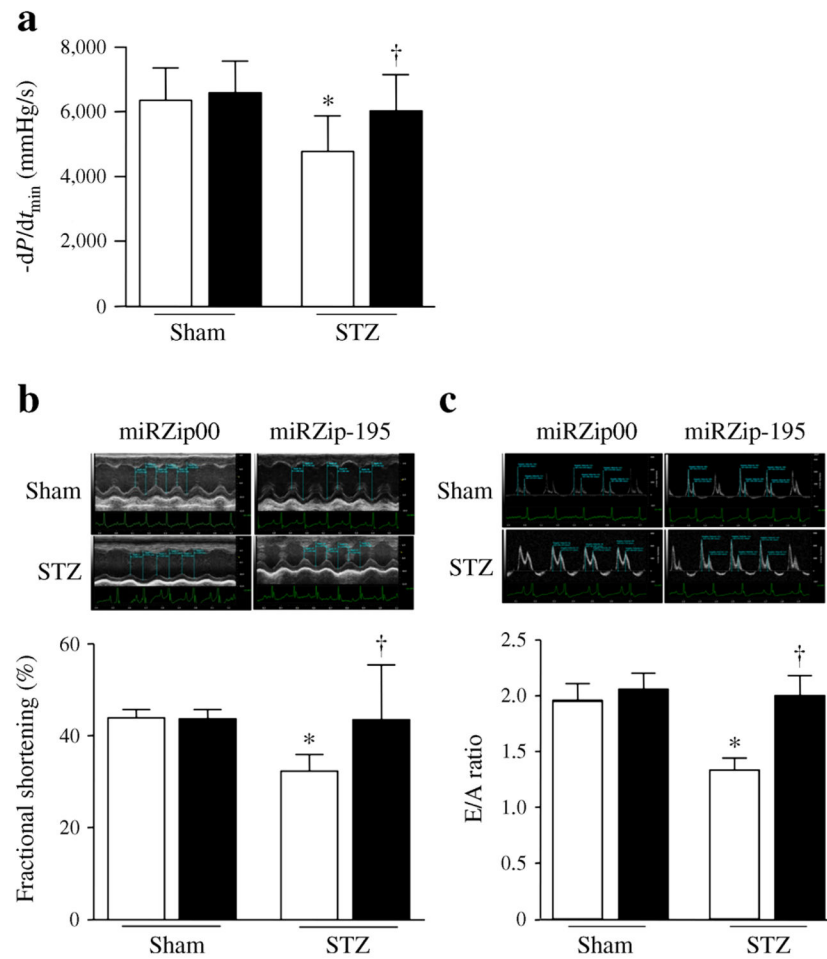 a
8,000
6,000
4,000
2,000
0
-dP/dtmin (mmHg/s)
*
†
Sham
STZ
b
miRZip00
miRZip-195
Sham
STZ
60
40
20
0
Fractional shortening (%)
*
†
Sham
STZ
c
miRZip00
miRZip-195
Sham
STZ
2.5
2.0
1.5
1.0
0.5
0
E/A ratio
*
†
Sham
STZ